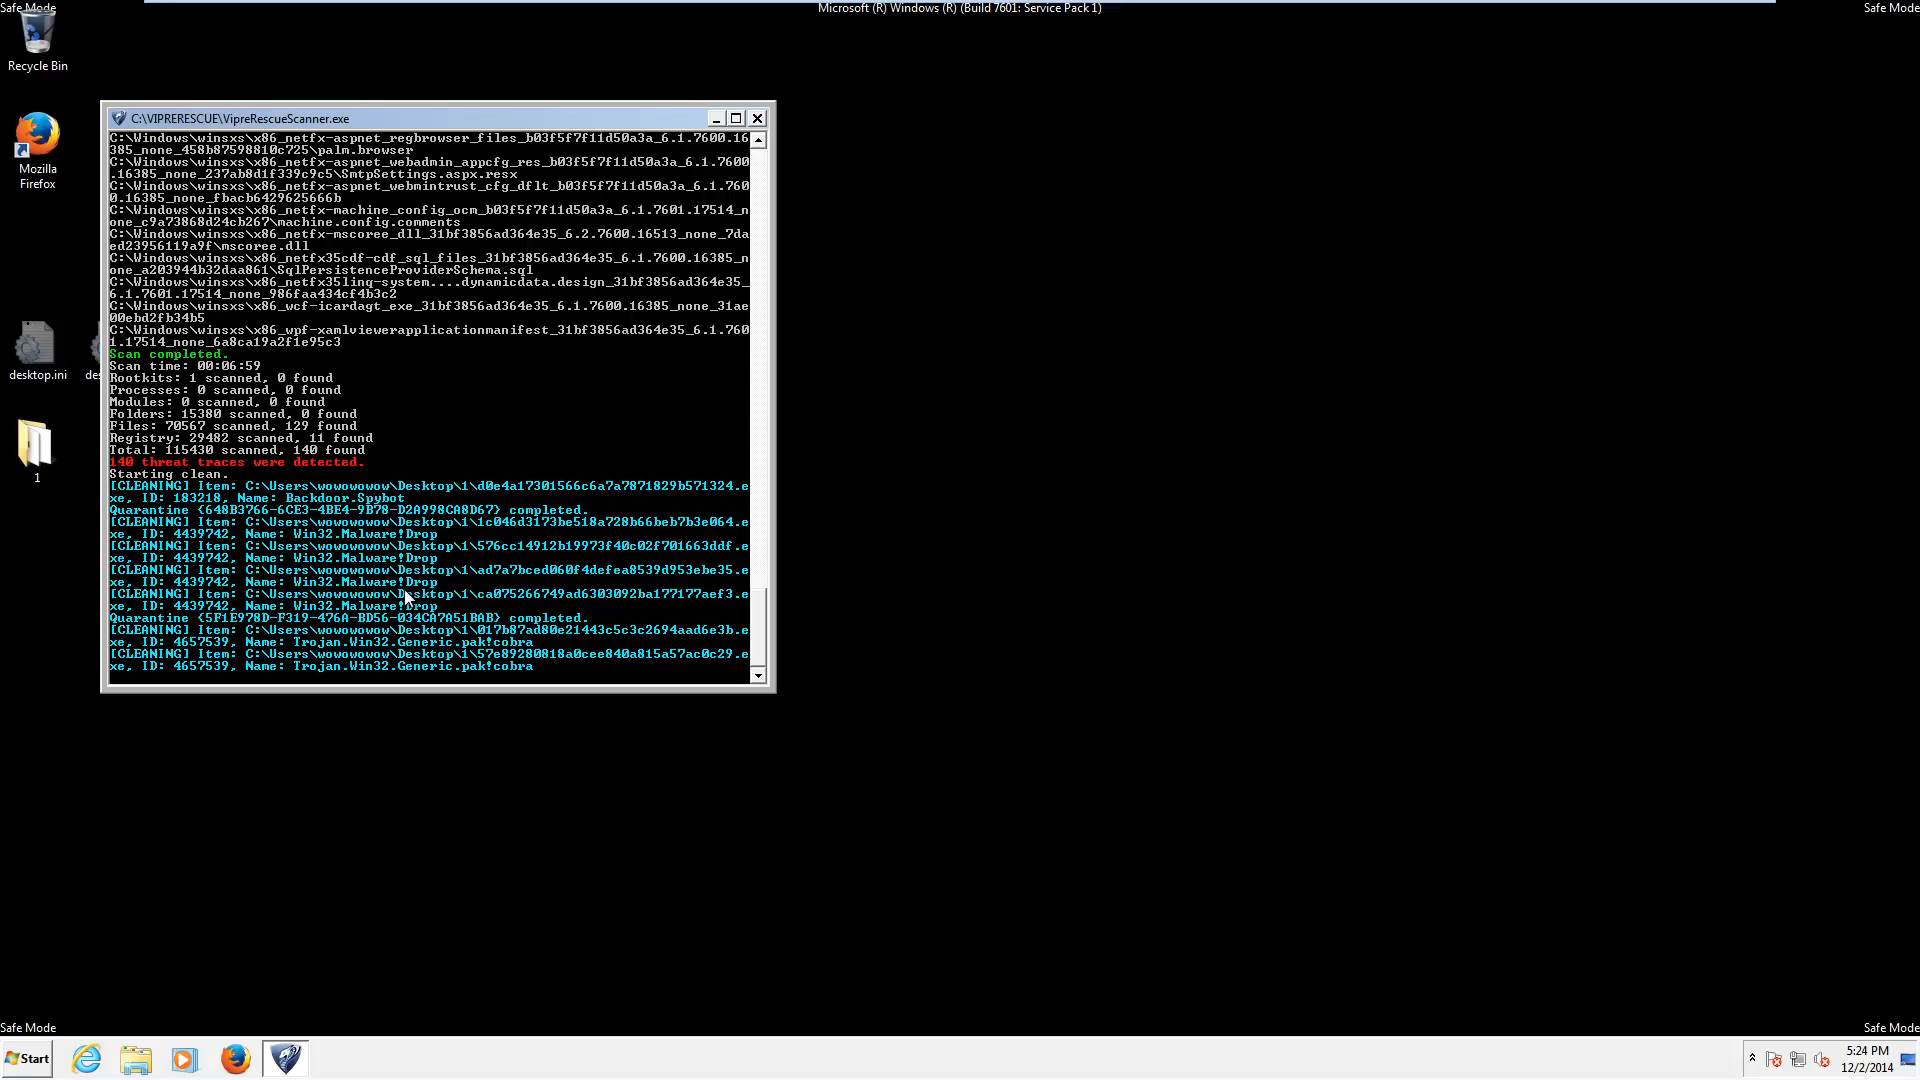 Safe Mode
Microsoft (R) Windows (R) (Build 7601: Service Pack 1)
Safe Mode
Recycle Bin
Mozilla
Firefox
desktop.ini
des
1
C:\VIPRERESCUE\VipreRescueScanner.exe
C:\Windows\winsxs\x86_netfx-aspnet_regbrowser_files_b03f5f7f11d50a3a_6.1.7600.16
385_none_458b87598810c725\palm.browser
C:\Windows\winsxs\x86_netfx-aspnet_webadmin_appcfg_res_b03f5f7f11d50a3a_6.1.7600
.16385_none_237ab8d1f339c9c5\SmtpSettings.aspx.resx
C:\Windows\winsxs\x86_netfx-aspnet_webmintrust_cfg_dflt_b03f5f7f11d50a3a_6.1.760
0.16385_none_fbacb6429625666b
C:\Windows\winsxs\x86_netfx-machine_config_ocm_b03f5f7f11d50a3a_6.1.7601.17514_n
one_c9a73868d24cb267\machine.config.comments
C:\Windows\winsxs\x86_netfx-mscoree_dll_31bf3856ad364e35_6.2.7600.16513_none_7da
ed23956119a9f\mscoree.dll
C:\Windows\winsxs\x86_netfx35cdf-cdf_sql_files_31bf3856ad364e35_6.1.7600.16385_n
one_a203944b32daa861\SqlPersistenceProviderSchema.sql
C:\Windows\winsxs\x86_netfx35linq-system....dynamicdata.design_31bf3856ad364e35_
6.1.7601.17514_none_986faa434cf4b3c2
C:\Windows\winsxs\x86_wcf-icardagt_exe_31bf3856ad364e35_6.1.7600.16385_none_31ae
00ebd2fb34b5
C:\Windows\winsxs\x86_wpf-xamlviewerapplicationmanifest_31bf3856ad364e35_6.1.760
1.17514_none_6a8ca19a2f1e95c3
Scan completed.
Scan time: 00:06:59
Rootkits: 1 scanned, 0 found
Processes: 0 scanned, 0 found
Modules: 0 scanned, 0 found
Folders: 15380 scanned, 0 found
Files: 70567 scanned, 129 found
Registry: 29482 scanned, 11 found
Total: 115430 scanned, 140 found
140 threat traces were detected.
Starting clean.
[CLEANING] Item: C:\Users\wowowowow\Desktop\1\d0e4a17301566c6a7a7871829b571324.e
xe, ID: 183218, Name: Backdoor.Spybot
Quarantine {648B3766-6CE3-4BE4-9B78-D2A998CA8D67} completed.
[CLEANING] Item: C:\Users\wowowowow\Desktop\1\1c046d3173be518a728b66beb7b3e064.e
xe, ID: 4439742, Name: Win32.Malware!Drop
[CLEANING] Item: C:\Users\wowowowow\Desktop\1\576cc14912b19973f40c02f701663ddf.e
xe, ID: 4439742, Name: Win32.Malware!Drop
[CLEANING] Item: C:\Users\wowowowow\Desktop\1\ad7a7bced060f4defea8539d953ebe35.e
xe, ID: 4439742, Name: Win32.Malware!Drop
[CLEANING] Item: C:\Users\wowowowow\Desktop\1\ca075266749ad6303092ba177177aef3.e
xe, ID: 4439742, Name: Win32.Malware!Drop
Quarantine {5F1E978D-F319-476A-BD56-034CA7A51BAB} completed.
[CLEANING] Item: C:\Users\wowowowow\Desktop\1\017b87ad80e21443c5c3c2694aad6e3b.e
xe, ID: 4657539, Name: Trojan.Win32.Generic.pak!cobra
[CLEANING] Item: C:\Users\wowowowow\Desktop\1\57e89280818a0cee840a815a57ac0c29.e
xe, ID: 4657539, Name: Trojan.Win32.Generic.pak!cobra
Safe Mode
Safe Mode
Start
5:24 PM
12/2/2014